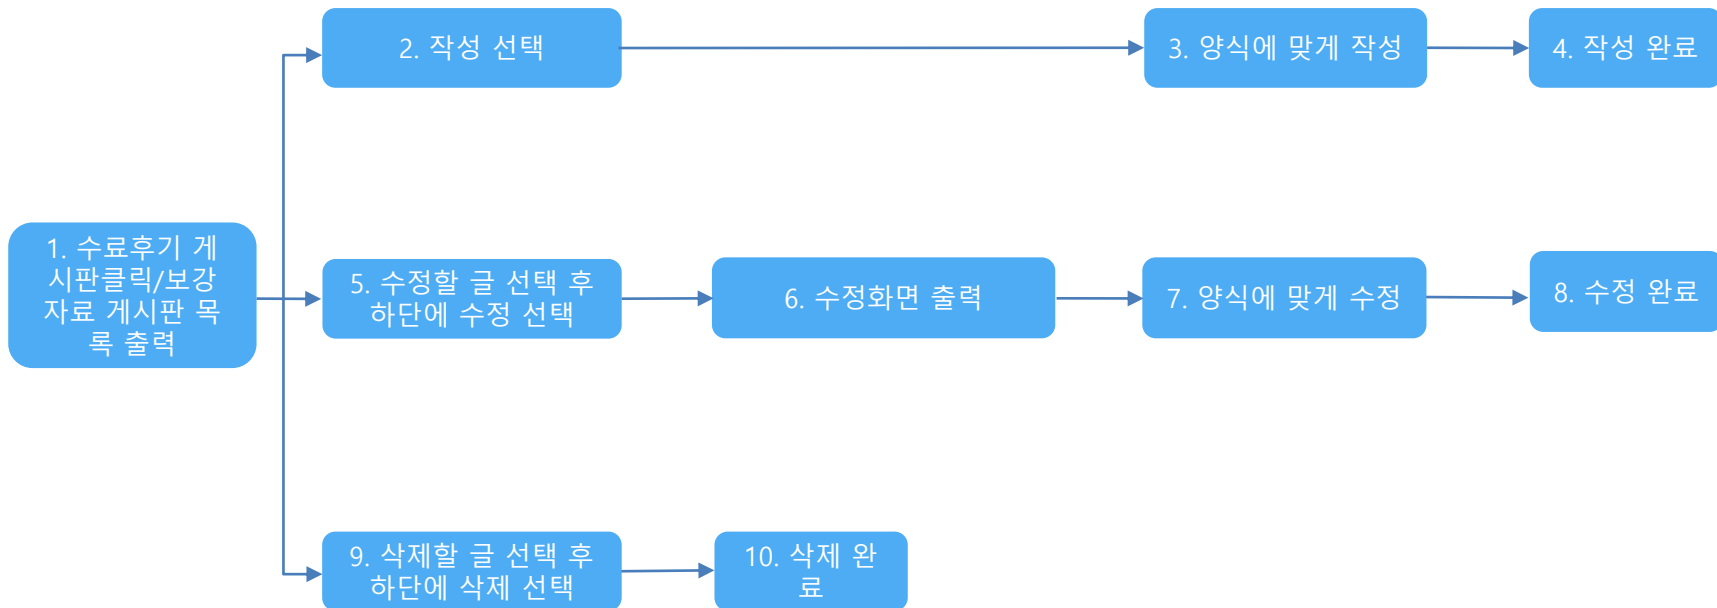 2. 작성 선택
3. 양식에 맞게 작성
4. 작성 완료
1. 수료후기 게
시판클릭/보강
자료 게시판 목
록 출력
5. 수정할 글 선택 후
하단에 수정 선택
6. 수정화면 출력
7. 양식에 맞게 수정
8. 수정 완료
9. 삭제할 글 선택 후
하단에 삭제 선택
10. 삭제 완
료